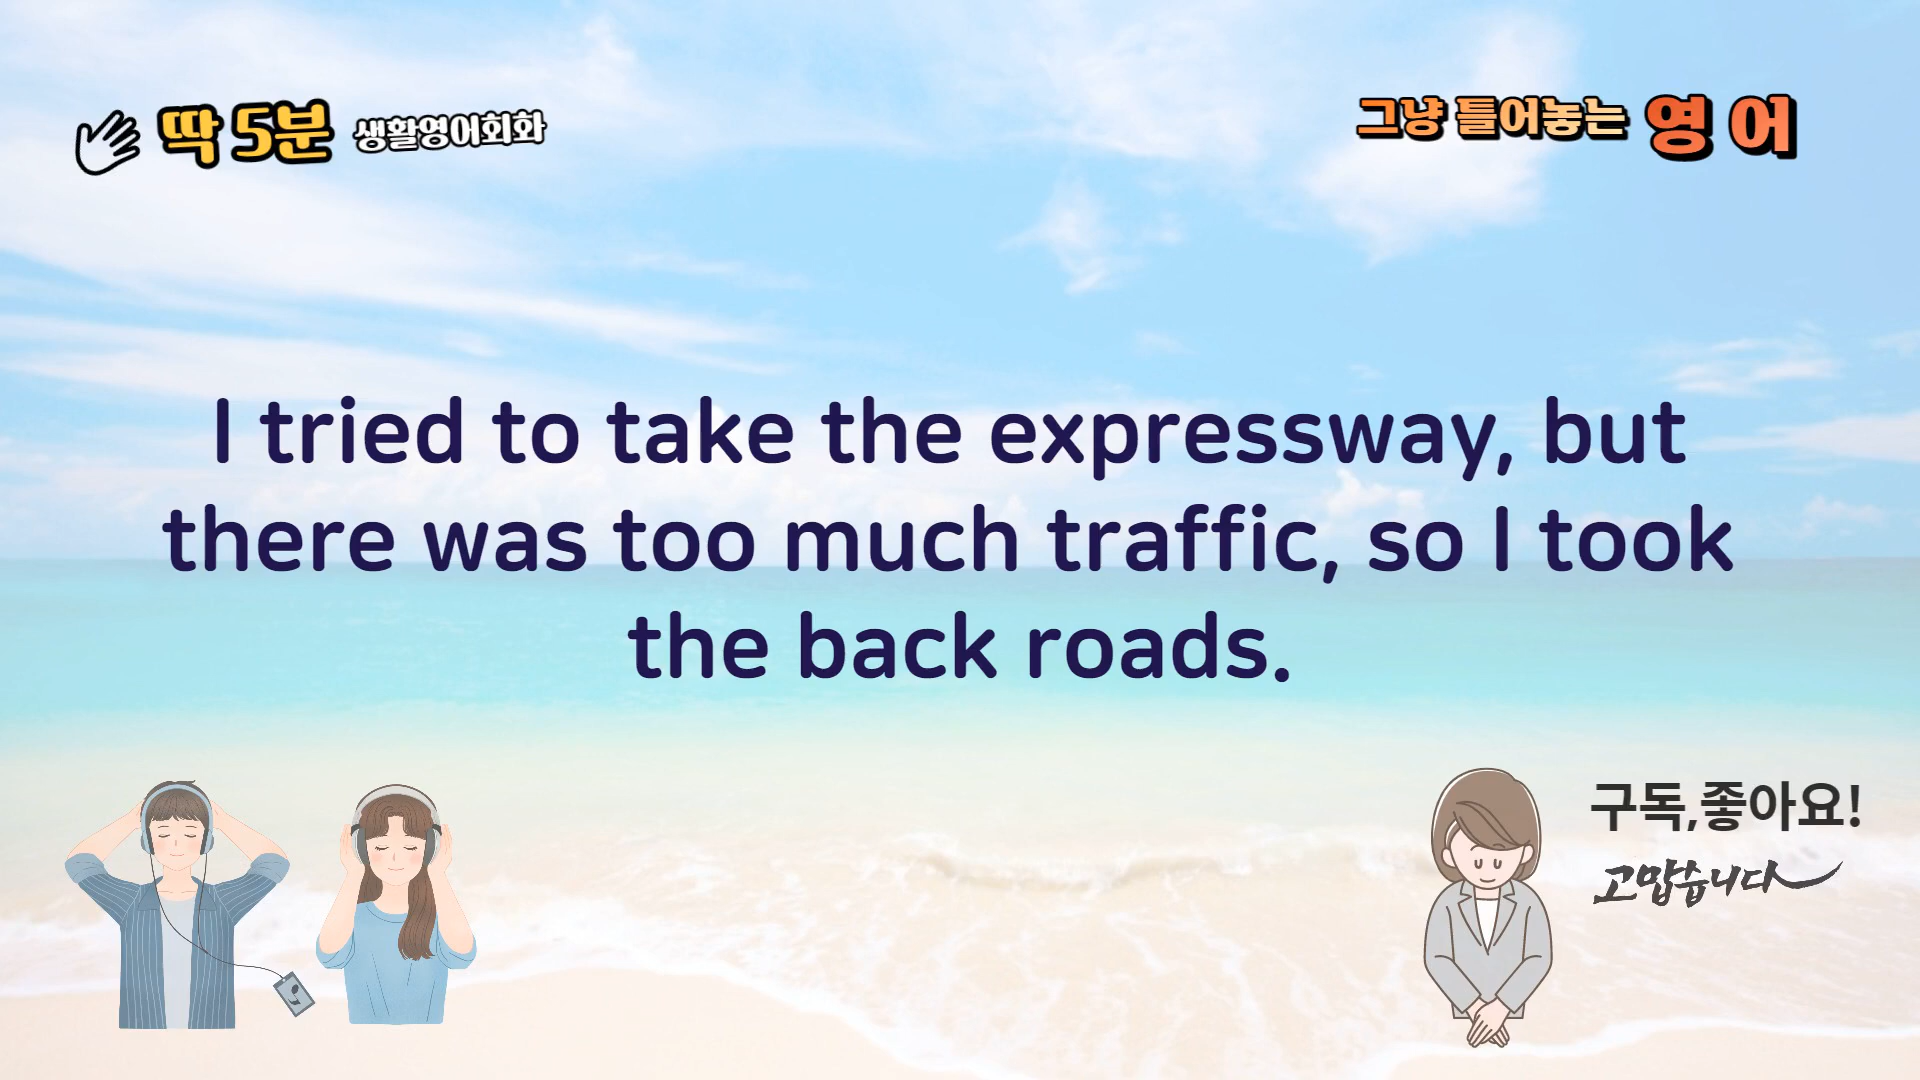 딱 5분 생활영어회화
그냥 틀어놓는 영어
I tried to take the expressway, but
there was too much traffic, so I took
the back roads.
구독,좋아요!
고맙습니다